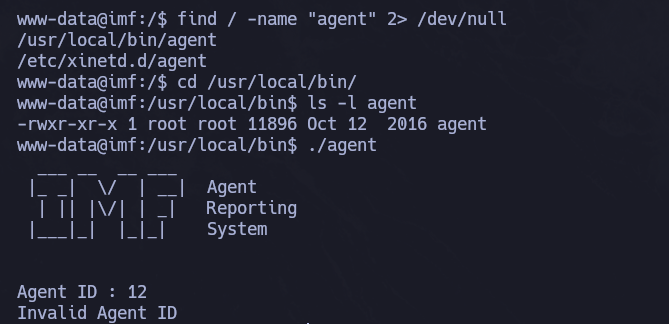 www-data@imf:/$ find / -name "agent" 2> /dev/null
/usr/local/bin/agent
/etc/xinetd.d/agent
www-data@imf:/$ cd /usr/local/bin/
www-data@imf:/usr/local/bin$ ls -l agent
-rwxr-xr-x 1 root root 11896 Oct 12  2016 agent
www-data@imf:/usr/local/bin$ ./agent
  ___ __  __ ___
 |_ _|  \/  | __|  Agent
  | || |\/| | _|   Reporting
 |___|_|  |_|_|    System


Agent ID : 12
Invalid Agent ID